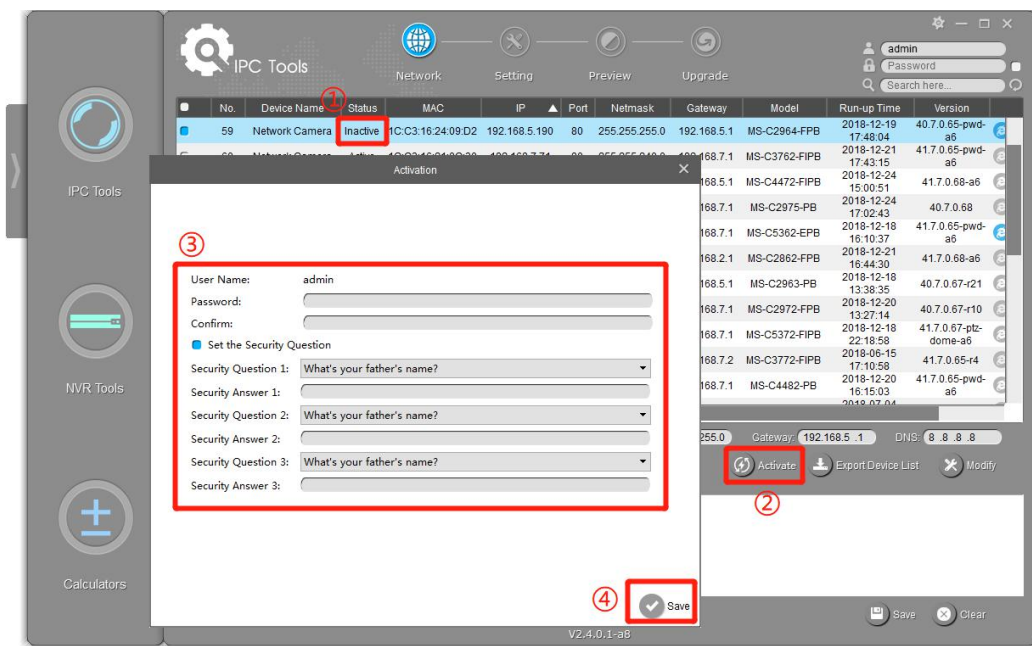 admin
Password
Search here...
IPC Tools
Network
Setting
Preview
Upgrade
①
No. Device Name Status MAC IP Port Netmask Gateway Model Run-up Time Version
59 Network Camera Inactive 1C:C3:16:24:09:D2 192.168.5.190 80 255.255.255.0 192.168.5.1 MS-C2964-FPB 2018-12-19 17:48:04 40.7.0.65-pwd-a6
168.7.1 MS-C3762-FIPB 2018-12-21 17:43:15 41.7.0.65-pwd-a6
168.5.1 MS-C4472-FIPB 2018-12-24 15:00:51 41.7.0.68-a6
168.7.1 MS-C2975-PB 2018-12-24 17:02:43 40.7.0.68
168.7.1 MS-C5362-EPB 2018-12-18 16:10:37 41.7.0.65-pwd-a6
168.2.1 MS-C2862-FPB 2018-12-21 16:44:30 41.7.0.68-a6
168.5.1 MS-C2963-PB 2018-12-18 13:38:35 40.7.0.67-r21
168.7.1 MS-C2972-FPB 2018-12-20 13:27:14 40.7.0.67-r10
168.7.1 MS-C5372-FIPB 2018-12-18 22:18:58 41.7.0.67-ptz-dome-a6
168.7.2 MS-C3772-FIPB 2018-06-15 17:10:58 41.7.0.65-r4
168.7.1 MS-C4482-PB 2018-12-20 16:15:03 41.7.0.65-pwd-a6
255.0 Gateway: 192.168.5 .1 DNS: 8 .8 .8 .8
Activate
Export Device List
Modify
②
Activation
③
User Name: admin
Password:
Confirm:
Set the Security Question
Security Question 1: What's your father's name?
Security Answer 1:
Security Question 2: What's your father's name?
Security Answer 2:
Security Question 3: What's your father's name?
Security Answer 3:
④
Save
IPC Tools
NVR Tools
Calculators
Save
Clear
V2.4.0.1-a8